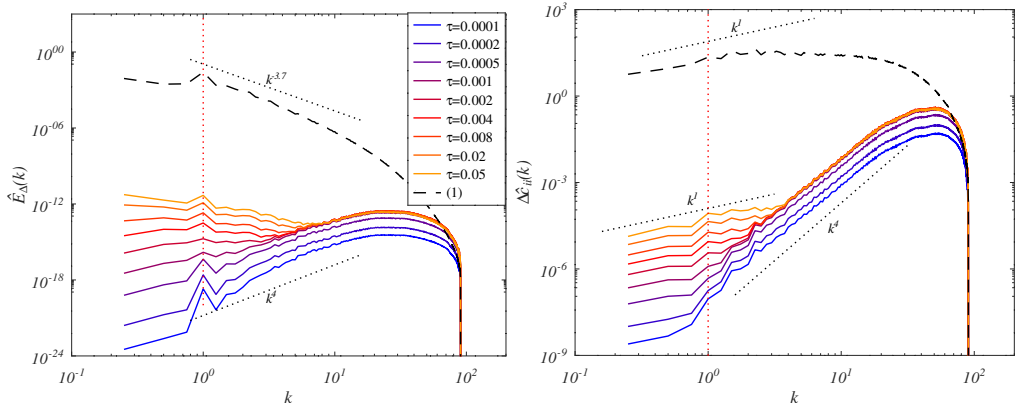 10^00
10^-06
10^-12
10^-18
10^-24
Ê_Δ(k)
10^-1
10^0
10^1
10^2
k
k^-3.7
k^4
τ=0.0001
τ=0.0002
τ=0.0005
τ=0.001
τ=0.002
τ=0.004
τ=0.008
τ=0.02
τ=0.05
(1)
10^3
10^0
10^-3
10^-6
10^-9
Δĉ_ii(k)
10^-1
10^0
10^1
10^2
k
k^1
k^1
k^4